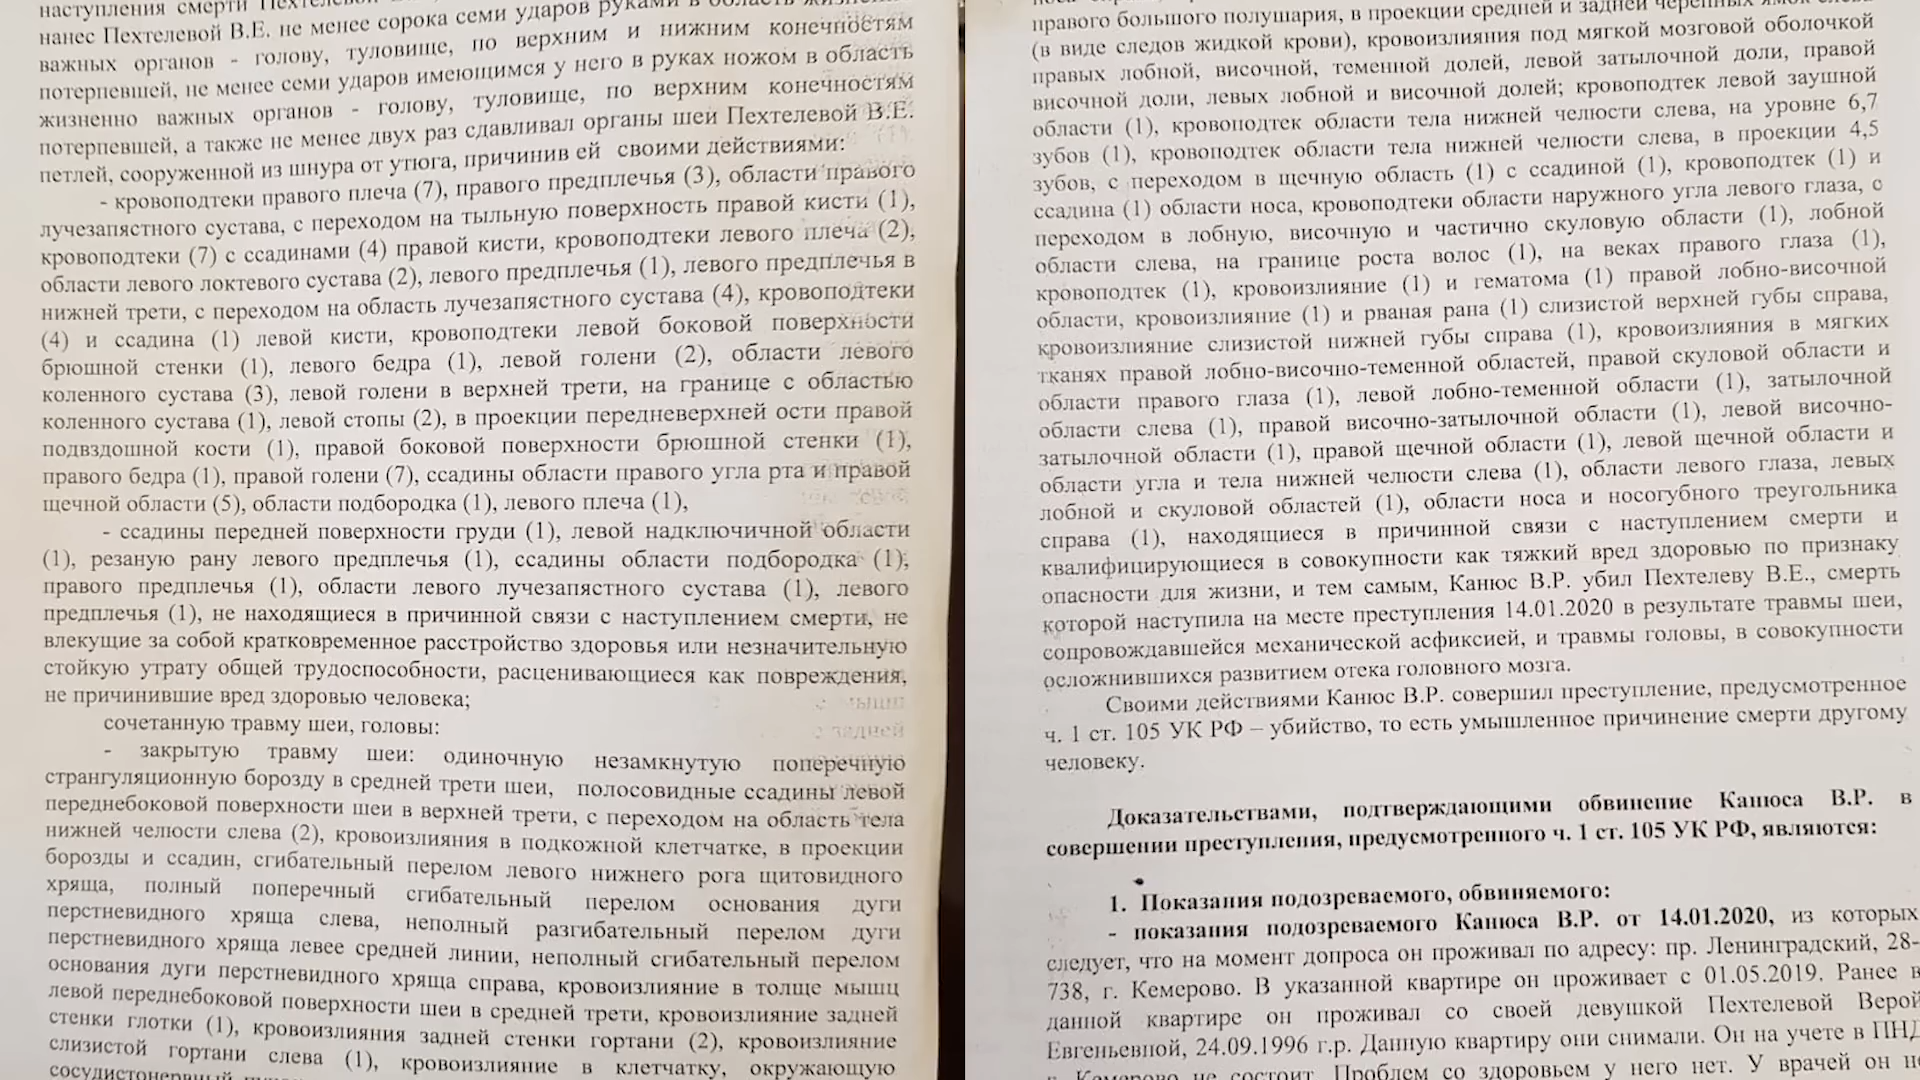 наступления смерти
нанес Пехтелевой В.Е. не менее сорока семи ударов руками в область
важных органов - голову, туловище, по верхним и нижним конечностям
потерпевшей, не менее семи ударов имеющимся у него в руках ножом в область
жизненно важных органов - голову, туловище, по верхним конечностям
потерпевшей, а также не менее двух раз сдавливал органы шеи Пехтелевой В.Е.
петлей, сооруженной из шнура от утюга, причинив ей своими действиями:
- кровоподтеки правого плеча (7), правого предплечья (3), области правого
лучезапястного сустава, с переходом на тыльную поверхность правой кисти (1),
кровоподтеки (7) с ссадинами (4) правой кисти, кровоподтеки левого плеча (2),
области левого локтевого сустава (2), левого предплечья (1), левого предплечья в
нижней трети, с переходом на область лучезапястного сустава (4), кровоподтеки
(4) и ссадина (1) левой кисти, кровоподтеки левой боковой поверхности
брюшной стенки (1), левого бедра (1), левой голени (2), области левого
коленного сустава (3), левой голени в верхней трети, на границе с областью
коленного сустава (1), левой стопы (2), в проекции передневерхней ости правой
подвздошной кости (1), правой боковой поверхности брюшной стенки (1),
правого бедра (1), правой голени (7), ссадины области правого угла рта и правой
щечной области (5), области подбородка (1), левого плеча (1),
- ссадины передней поверхности груди (1), левой надключичной области
(1), резаную рану левого предплечья (1), ссадины области подбородка (1),
правого предплечья (1), области левого лучезапястного сустава (1), левого
предплечья (1), не находящиеся в причинной связи с наступлением смерти, не
влекущие за собой кратковременное расстройство здоровья или незначительную
стойкую утрату общей трудоспособности, расценивающиеся как повреждения,
не причинившие вред здоровью человека;
сочетанную травму шеи, головы:
- закрытую травму шеи: одиночную незамкнутую поперечную
странгуляционную борозду в средней трети шеи, полосовидные ссадины левой
переднебоковой поверхности шеи в верхней трети, с переходом на область тела
нижней челюсти слева (2), кровоизлияния в подкожной клетчатке, в проекции
борозды и ссадин, сгибательный перелом левого нижнего рога щитовидного
хряща, полный поперечный сгибательный перелом основания дуги
перстневидного хряща слева, неполный разгибательный перелом дуги
перстневидного хряща левее средней линии, неполный сгибательный перелом
основания дуги перстневидного хряща справа, кровоизлияние в толще мышц
левой переднебоковой поверхности шеи в средней трети, кровоизлияние задней
стенки глотки (1), кровоизлияния задней стенки гортани (2), кровоизлияние
слизистой гортани слева (1), кровоизлияние в клетчатку, окружающую
правого большого полушария, в проекции средней и задней черепных ямок
(в виде следов жидкой крови), кровоизлияния под мягкой мозговой оболочкой
правых лобной, височной, теменной долей, левой затылочной доли, правой
височной доли, левых лобной и височной долей; кровоподтек левой заушной
области (1), кровоподтек области тела нижней челюсти слева, на уровне 6,7
зубов (1), кровоподтек области тела нижней челюсти слева, в проекции 4,5
зубов, с переходом в щечную область (1) с ссадиной (1), кровоподтек (1) и
ссадина (1) области носа, кровоподтеки области наружного угла левого глаза, с
переходом в лобную, височную и частично скуловую области (1), лобной
области слева, на границе роста волос (1), на веках правого глаза (1),
кровоподтек (1), кровоизлияние (1) и гематома (1) правой лобно-височной
области, кровоизлияние (1) и рваная рана (1) слизистой верхней губы справа,
кровоизлияние слизистой нижней губы справа (1), кровоизлияния в мягких
тканях правой лобно-височно-теменной областей, правой скуловой области и
области правого глаза (1), левой лобно-теменной области (1), затылочной
области слева (1), правой височно-затылочной области (1), левой височно-
затылочной области (1), правой щечной области (1), левой щечной области и
области угла и тела нижней челюсти слева (1), области левого глаза, левых
лобной и скуловой областей (1), области носа и носогубного треугольника
справа (1), находящиеся в причинной связи с наступлением смерти и
квалифицирующиеся в совокупности как тяжкий вред здоровью по признаку
опасности для жизни, и тем самым, Канюс В.Р. убил Пехтелеву В.Е., смерть
которой наступила на месте преступления 14.01.2020 в результате травмы шеи,
сопровождавшейся механической асфиксией, и травмы головы, в совокупности
осложнившихся развитием отека головного мозга.
Своими действиями Канюс В.Р. совершил преступление, предусмотренное
ч. 1 ст. 105 УК РФ – убийство, то есть умышленное причинение смерти другому
человеку.
Доказательствами, подтверждающими обвинение Канюса В.Р. в
совершении преступления, предусмотренного ч. 1 ст. 105 УК РФ, являются:
1. Показания подозреваемого, обвиняемого:
- показания подозреваемого Канюса В.Р. от 14.01.2020, из которых
следует, что на момент допроса он проживал по адресу: пр. Ленинградский, 28-
738, г. Кемерово. В указанной квартире он проживает с 01.05.2019. Ранее в
данной квартире он проживал со своей девушкой Пехтелевой Верой
Евгеньевной, 24.09.1996 г.р. Данную квартиру они снимали. Он на учете в ПНД
г. Кемерово не состоит. Проблем со здоровьем у него нет. У врачей он не